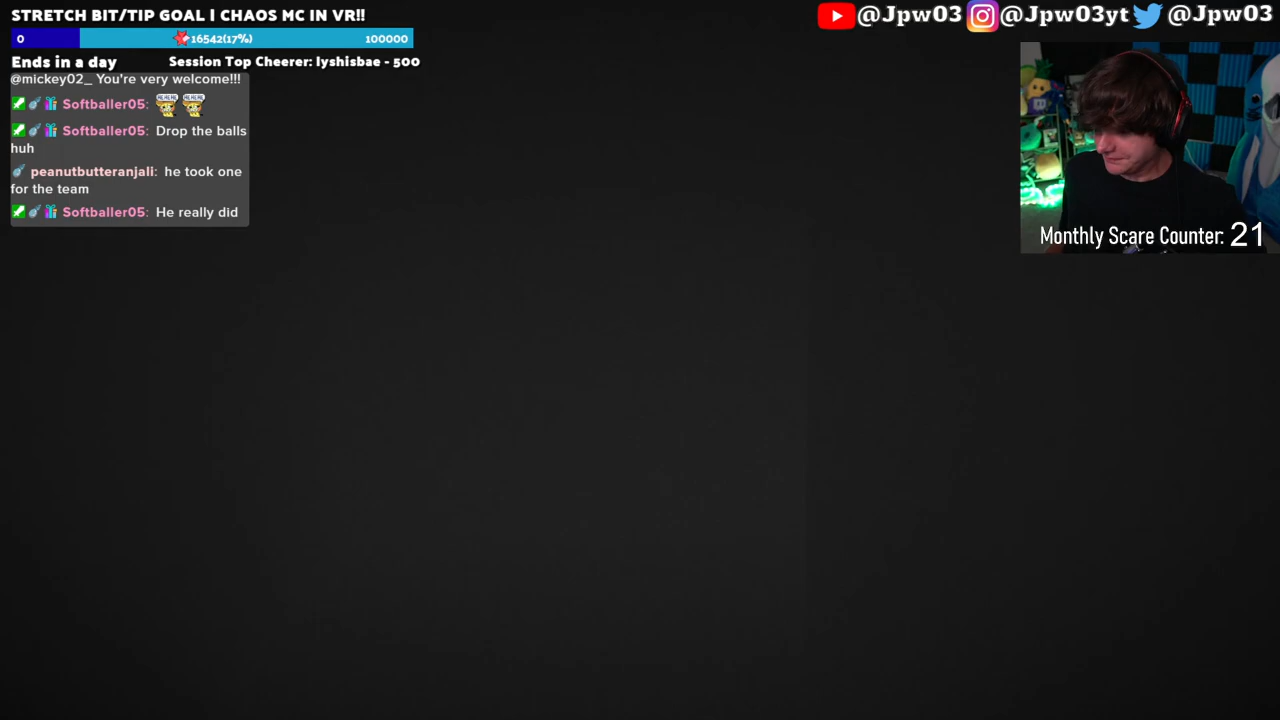 STRETCH BIT/TIP GOAL I CHAOS MC IN VR!!
0 16542(17%) 100000
Ends in a day Session Top Cheerer: lyshisbae - 500
@mickey02_ You're very welcome!!!
Softballer05:
Softballer05: Drop the balls
huh
peanutbutteranjali: he took one
for the team
Softballer05: He really did
@Jpw03 @Jpw03yt @Jpw03
Monthly Scare Counter: 21